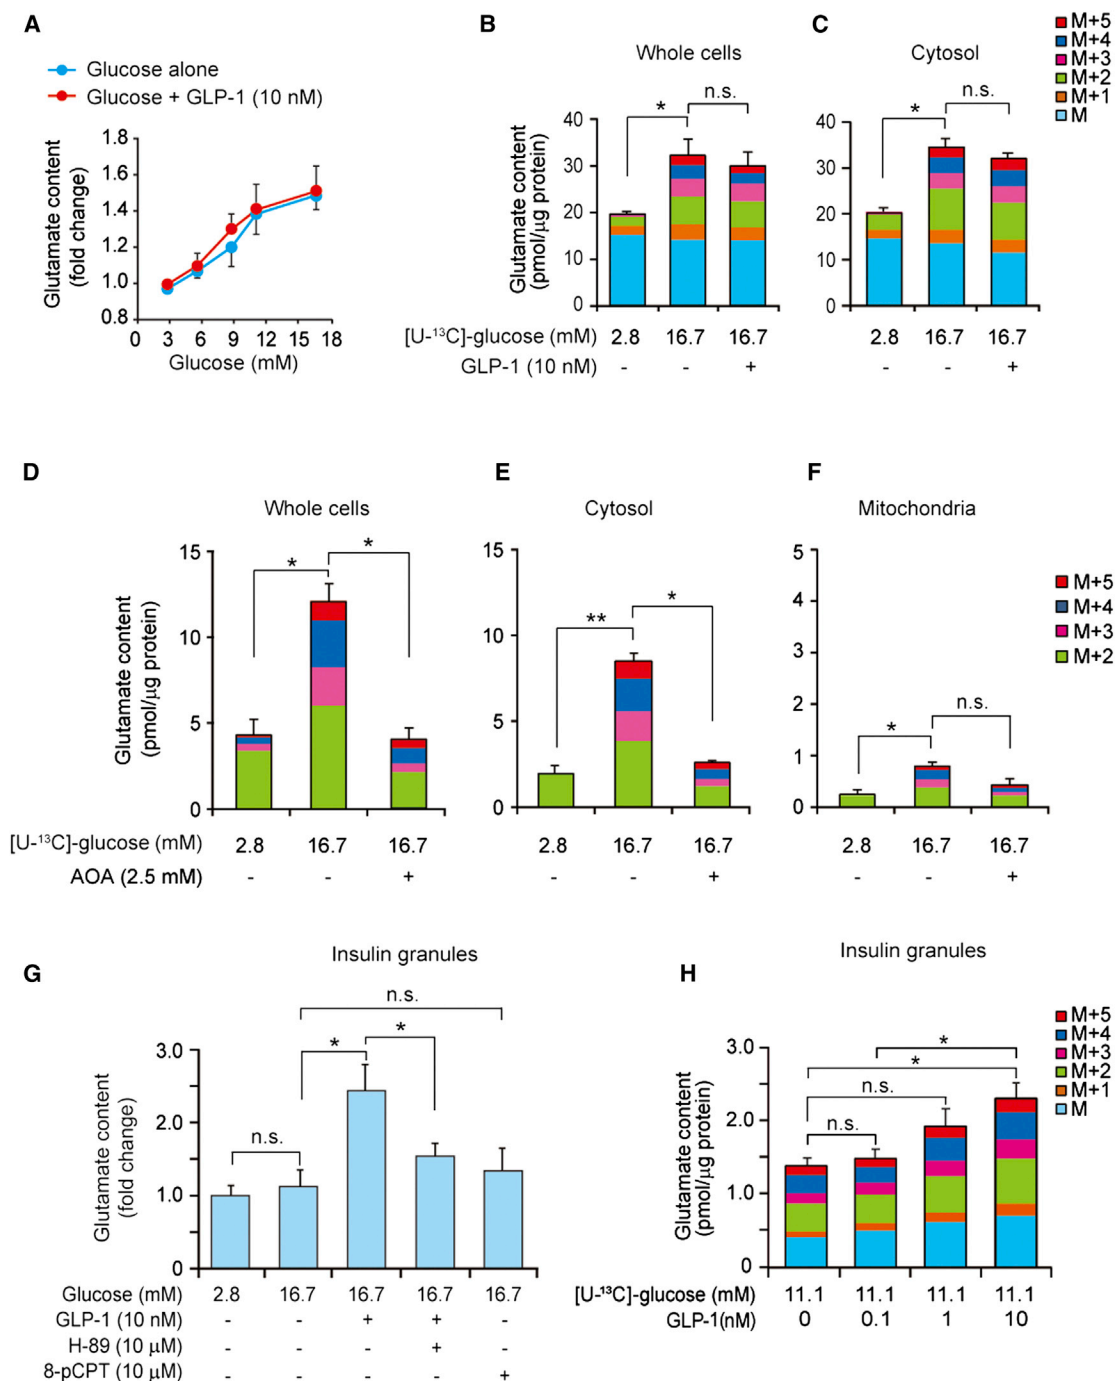 A
Glucose alone
Glucose + GLP-1 (10 nM)
Glutamate content
(fold change)
1.8
1.6
1.4
1.2
1.0
0.8
0 3 6 9 12 15 18
Glucose (mM)
B
Whole cells
* n.s.
Glutamate content
(pmol/μg protein)
40
30
20
10
0
[U-¹³C]-glucose (mM) 2.8 16.7 16.7
GLP-1 (10 nM) - - +
C
Cytosol
* n.s.
40
30
20
10
0
2.8 16.7 16.7
- - +
M+5
M+4
M+3
M+2
M+1
M
D
Whole cells
* *
Glutamate content
(pmol/μg protein)
15
10
5
0
[U-¹³C]-glucose (mM) 2.8 16.7 16.7
AOA (2.5 mM) - - +
E
Cytosol
** *
15
10
5
0
2.8 16.7 16.7
- - +
F
Mitochondria
* n.s.
5
4
3
2
1
0
2.8 16.7 16.7
- - +
M+5
M+4
M+3
M+2
G
Insulin granules
n.s.
* *
n.s.
Glutamate content
(fold change)
3.0
2.0
1.0
0
Glucose (mM) 2.8 16.7 16.7 16.7 16.7
GLP-1 (10 nM) - - + + -
H-89 (10 μM) - - - + -
8-pCPT (10 μM) - - - - +
H
Insulin granules
*
*
n.s.
n.s.
Glutamate content
(pmol/μg protein)
3.0
2.0
1.0
0
[U-¹³C]-glucose (mM) 11.1 11.1 11.1 11.1
GLP-1(nM) 0 0.1 1 10
M+5
M+4
M+3
M+2
M+1
M